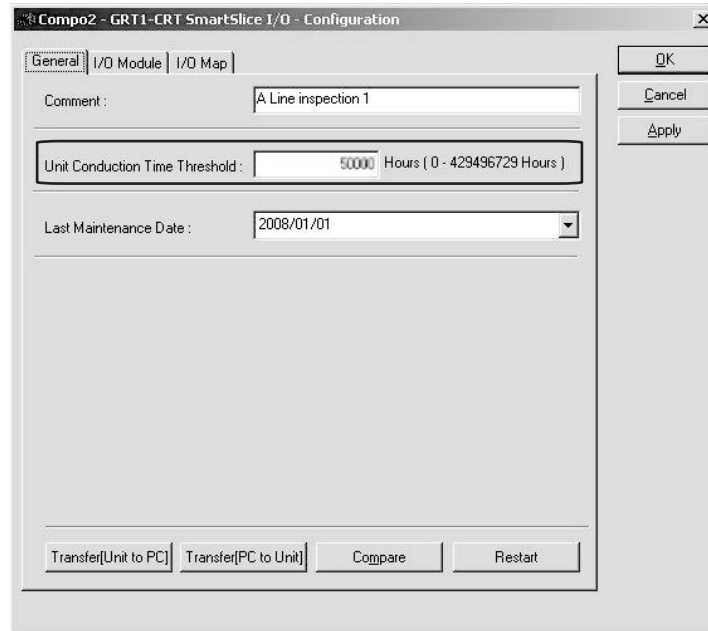 Compo2 - GRT1-CRT SmartSlice I/O - Configuration
General
I/O Module
I/O Map
OK
Cancel
Apply
Comment :
A Line inspection 1
Unit Conduction Time Threshold :
50000
Hours ( 0 - 429496729 Hours )
Last Maintenance Date :
2008/01/01
Transfer[Unit to PC]
Transfer[PC to Unit]
Compare
Restart